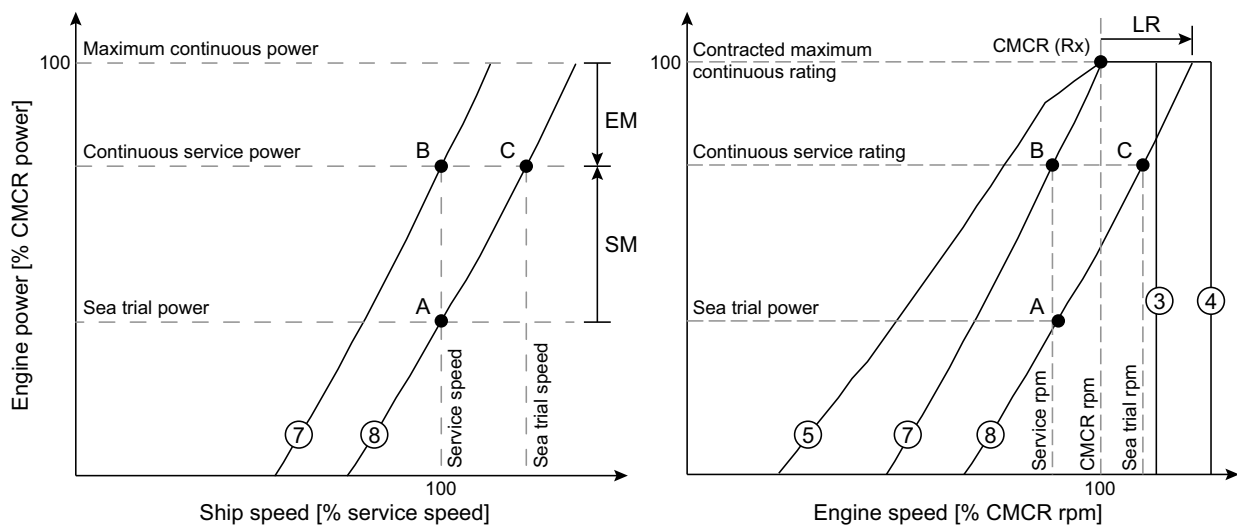 Engine power [% CMCR power]
100
Maximum continuous power
Continuous service power
Sea trial power
B
C
A
EM
SM
7
8
Service speed
Sea trial speed
100
Ship speed [% service speed]
100
Contracted maximum
continuous rating
Continuous service rating
Sea trial power
CMCR (Rx)
LR
B
C
A
3
4
5
7
8
Service rpm
CMCR rpm
Sea trial rpm
100
Engine speed [% CMCR rpm]